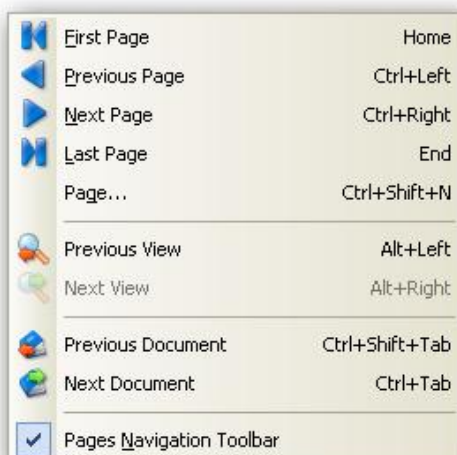 First Page Home
Previous Page Ctrl+Left
Next Page Ctrl+Right
Last Page End
Page... Ctrl+Shift+N
Previous View Alt+Left
Next View Alt+Right
Previous Document Ctrl+Shift+Tab
Next Document Ctrl+Tab
Pages Navigation Toolbar